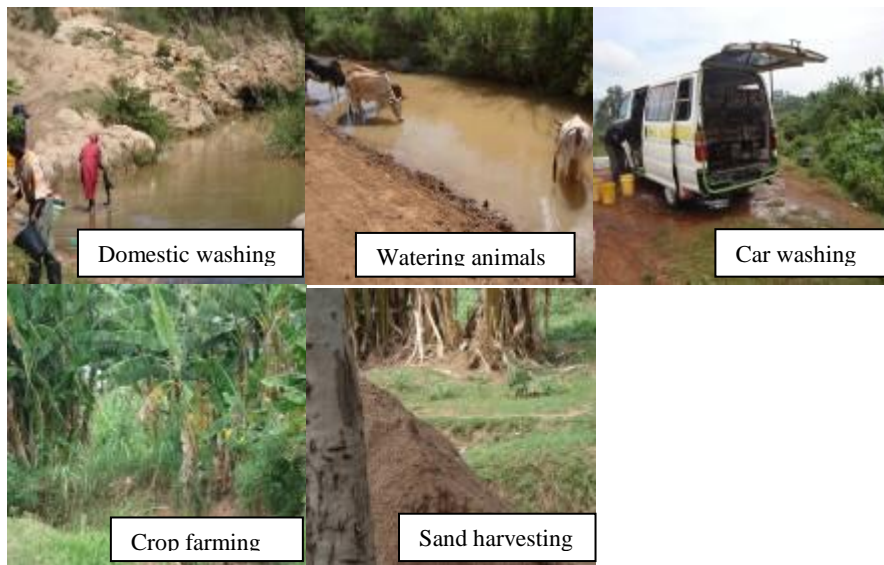 Domestic washing
Watering animals
Car washing
Crop farming
Sand harvesting